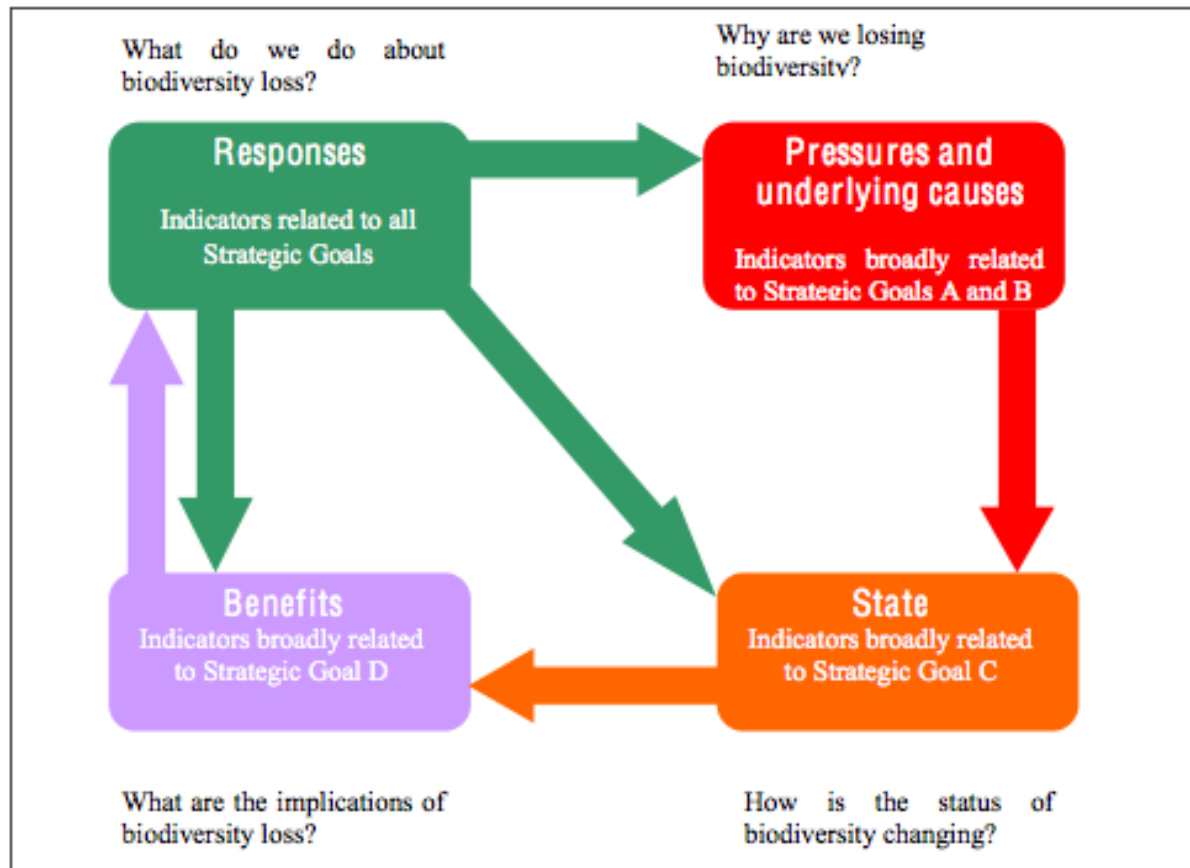 What do we do about
biodiversity loss?
Why are we losing
biodiversity?
Responses
Indicators related to all
Strategic Goals
Pressures and
underlying causes
Indicators broadly related
to Strategic Goals A and B
Benefits
Indicators broadly related
to Strategic Goal D
State
Indicators broadly related
to Strategic Goal C
What are the implications of
biodiversity loss?
How is the status of
biodiversity changing?